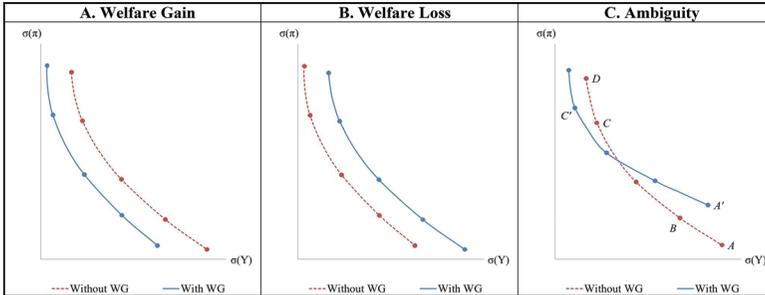 A. Welfare Gain
B. Welfare Loss
C. Ambiguity
σ(π)
σ(Y)
Without WG
With WG
σ(π)
σ(Y)
Without WG
With WG
σ(π)
D
C'
C
A'
B
A
σ(Y)
Without WG
With WG